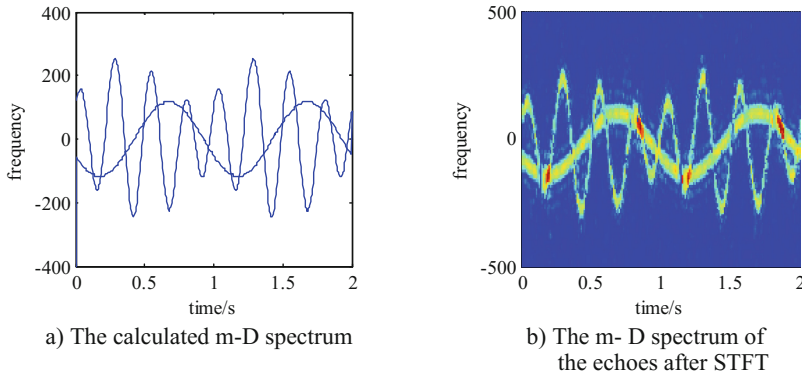 400
200
0
-200
-400
frequency
0
0.5
1
1.5
2
time/s
a) The calculated m-D spectrum
500
0
-500
frequency
0
0.5
1
1.5
2
time/s
b) The m- D spectrum of
the echoes after STFT